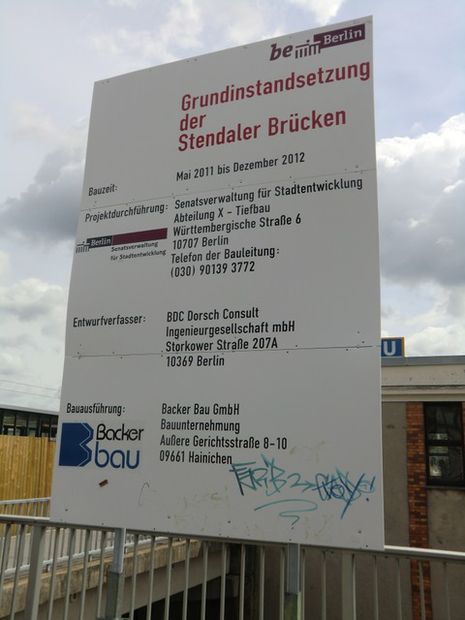 be Berlin
Grundinstandsetzung
der
Stendaler Brücken
Bauzeit: Mai 2011 bis Dezember 2012
Projektdurchführung: Senatsverwaltung für Stadtentwicklung
Abteilung X - Tiefbau
Württembergische Straße 6
10707 Berlin
Telefon der Bauleitung:
(030) 90139 3772
Berlin
Senatsverwaltung
für Stadtentwicklung
Entwurfverfasser: BDC Dorsch Consult
Ingenieurgesellschaft mbH
Storkower Straße 207A
10369 Berlin
U
Bauausführung: Backer Bau GmbH
Bauunternehmung
Äußere Gerichtsstraße 8-10
09661 Hainichen
Backer
bau